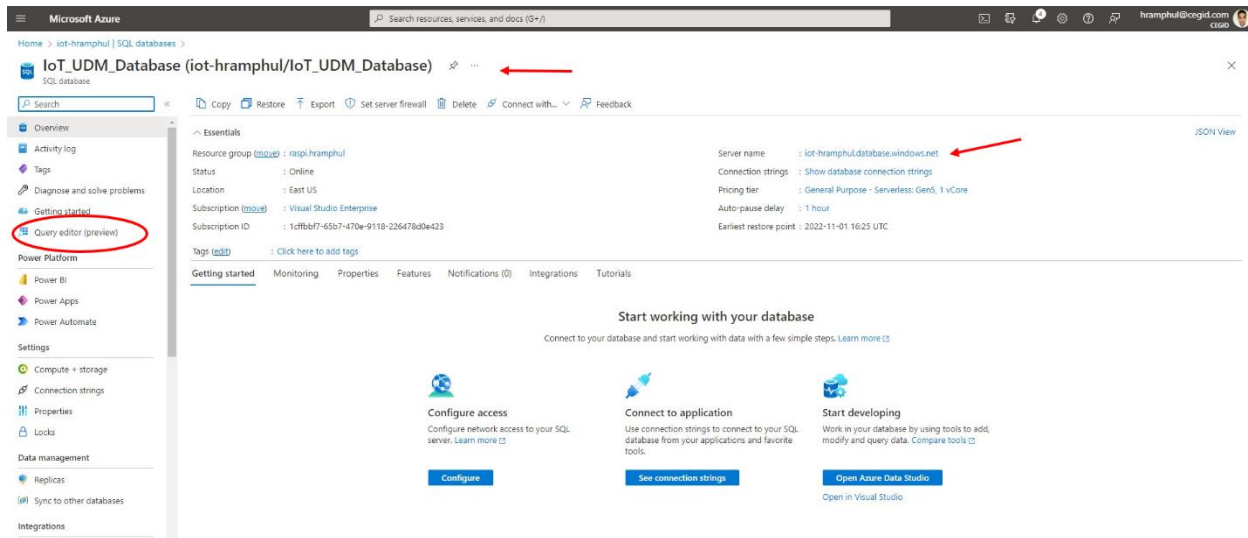 Microsoft Azure
Search resources, services, and docs (G+/)
4
hramphul@cegid.com
CEGID
Home > iot-hramphul | SQL databases >
SQL
IoT_UDM_Database (iot-hramphul/IoT_UDM_Database)
SQL database
Search
Copy Restore Export Set server firewall Delete Connect with... Feedback
Overview
Activity log
Tags
Diagnose and solve problems
Getting started
Query editor (preview)
Power Platform
Power BI
Power Apps
Power Automate
Settings
Compute + storage
Connection strings
Properties
Locks
Data management
Replicas
Sync to other databases
Integrations
Essentials
JSON View
Resource group (move) : raspi.hramphul
Status : Online
Location : East US
Subscription (move) : Visual Studio Enterprise
Subscription ID : 1cffbbf7-65b7-470e-9118-226478d0e423
Server name : iot-hramphul.database.windows.net
Connection strings : Show database connection strings
Pricing tier : General Purpose - Serverless: Gen5, 1 vCore
Auto-pause delay : 1 hour
Earliest restore point : 2022-11-01 16:25 UTC
Tags (edit) : Click here to add tags
Getting started Monitoring Properties Features Notifications (0) Integrations Tutorials
Start working with your database
Connect to your database and start working with data with a few simple steps. Learn more
Configure access
Configure network access to your SQL
server. Learn more
Configure
Connect to application
Use connection strings to connect to your SQL
database from your applications and favorite
tools.
See connection strings
Start developing
Work in your database by using tools to add,
modify and query data. Compare tools
Open Azure Data Studio
Open in Visual Studio